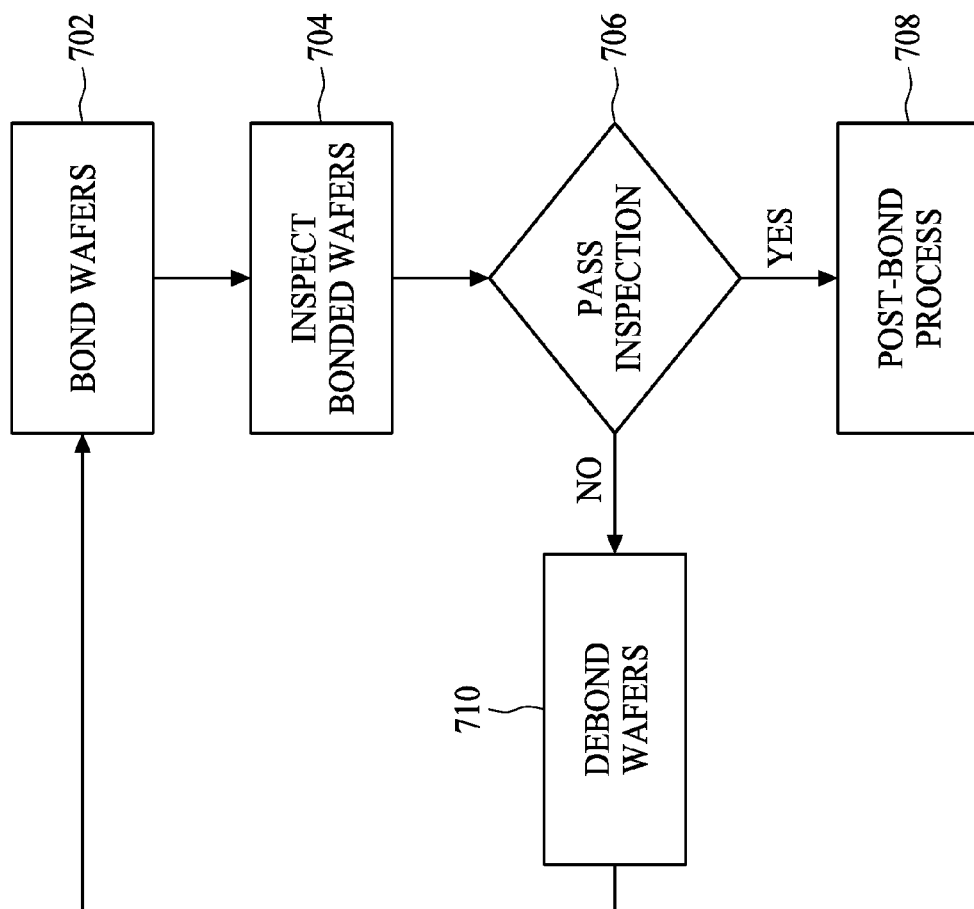 702
BOND WAFERS
704
INSPECT
BONDED WAFERS
706
PASS
INSPECTION
YES
708
POST-BOND
PROCESS
NO
710
DEBOND
WAFERS